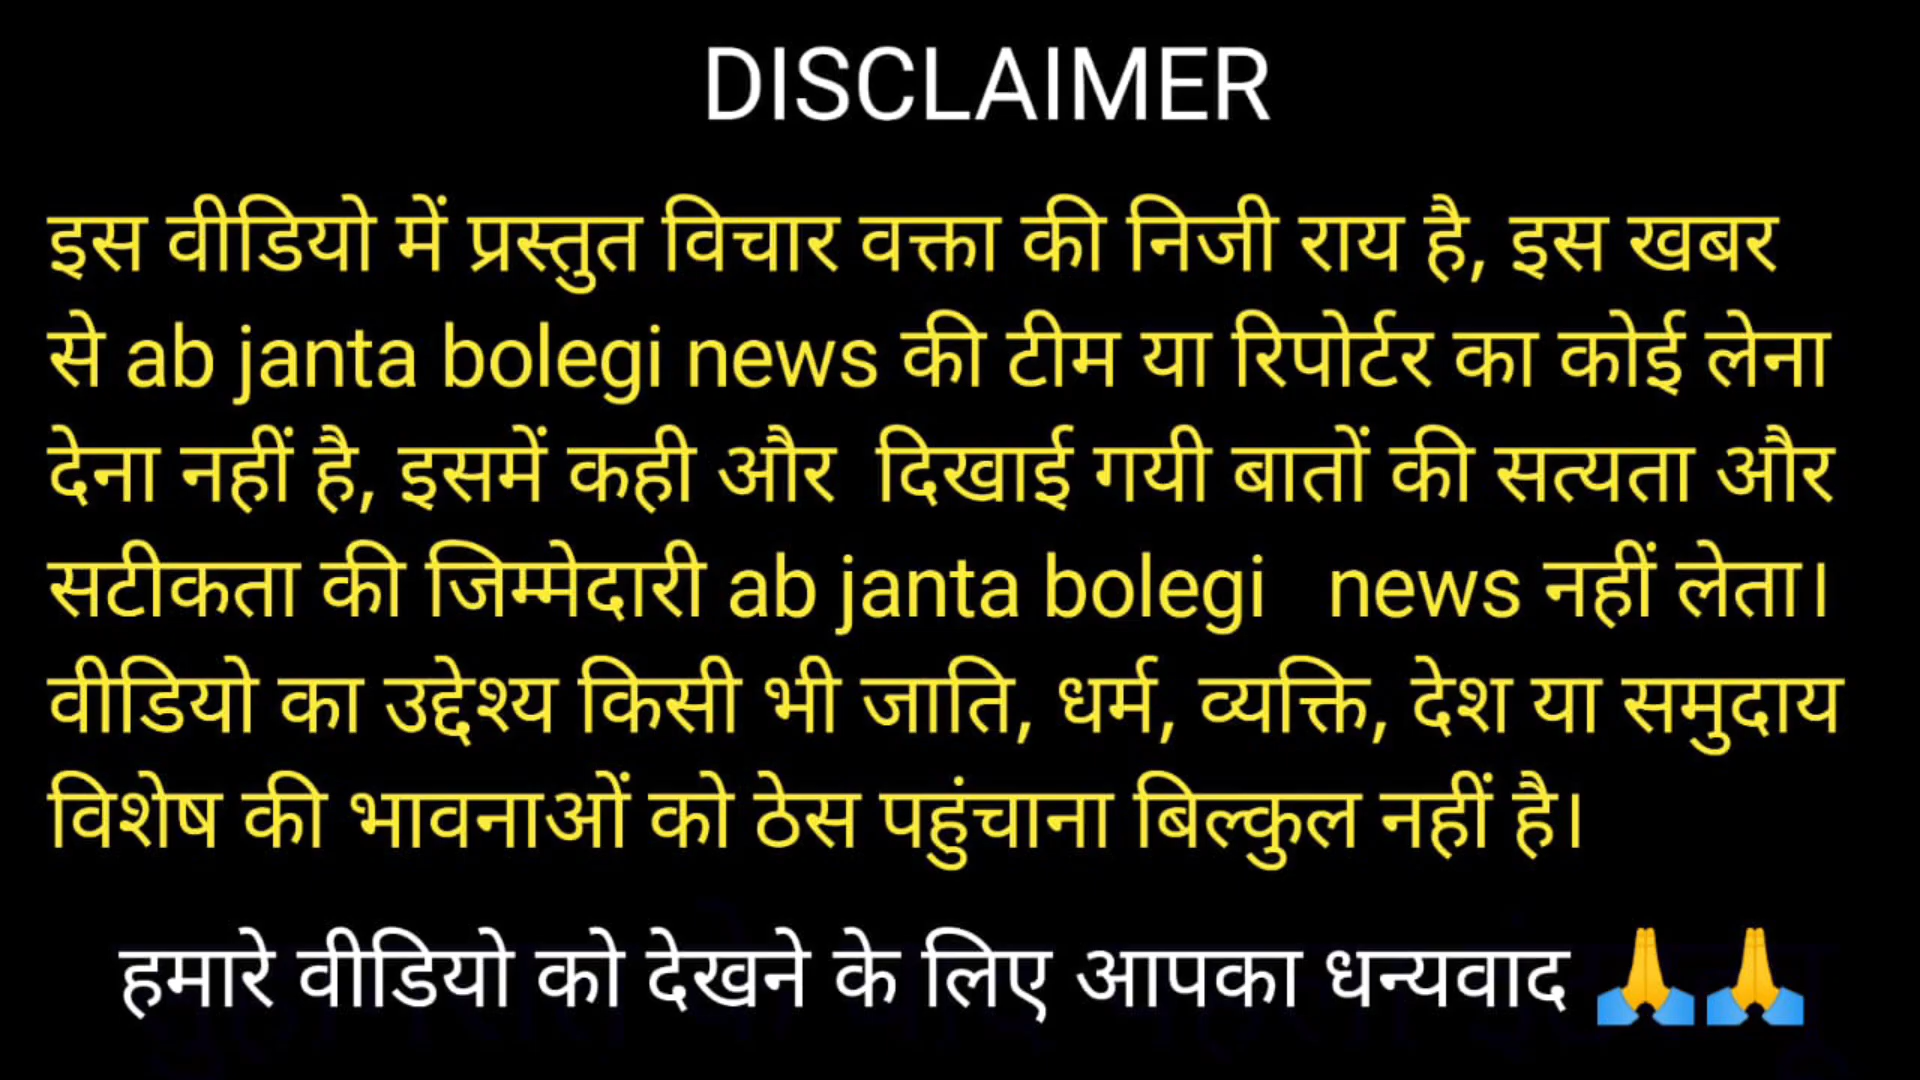 DISCLAIMER
इस वीडियो में प्रस्तुत विचार वक्ता की निजी राय है, इस खबर
से ab janta bolegi news की टीम या रिपोर्टर का कोई लेना
देना नहीं है, इसमें कही और दिखाई गयी बातों की सत्यता और
सटीकता की जिम्मेदारी ab janta bolegi news नहीं लेता।
वीडियो का उद्देश्य किसी भी जाति, धर्म, व्यक्ति, देश या समुदाय
विशेष की भावनाओं को ठेस पहुंचाना बिल्कुल नहीं है।
हमारे वीडियो को देखने के लिए आपका धन्यवाद 🙏🙏